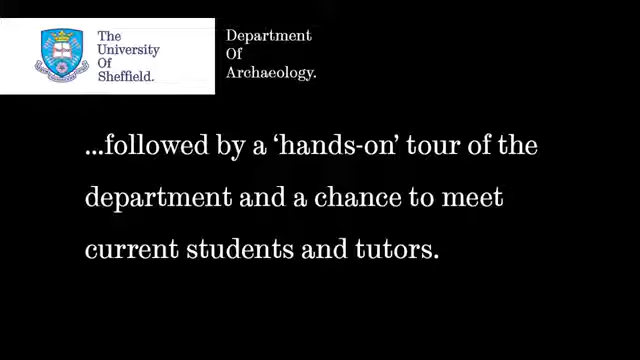 The
University
Of
Sheffield.
Department
Of
Archaeology.
...followed by a ‘hands-on’ tour of the
department and a chance to meet
current students and tutors.